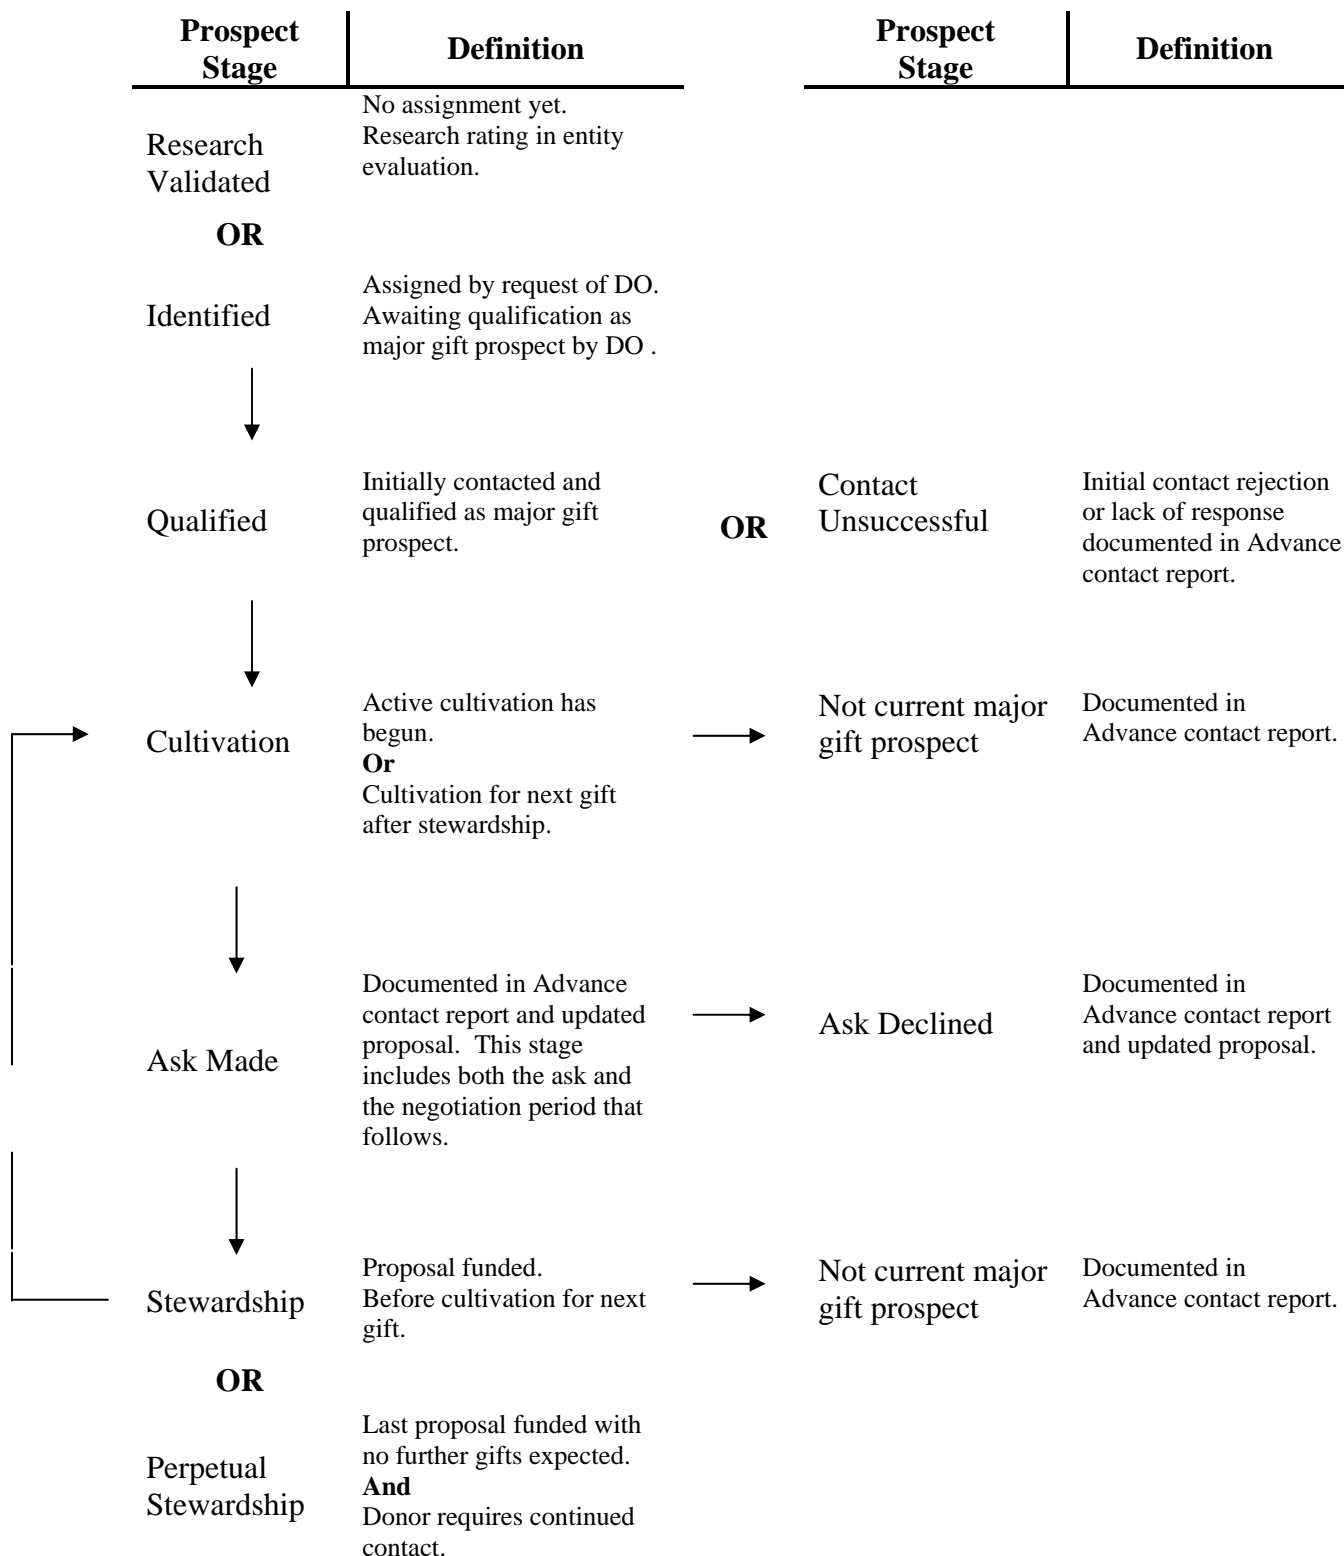 Prospect
Stage
Definition
Prospect
Stage
Definition
Research
Validated
No assignment yet.
Research rating in entity
evaluation.
OR
Identified
Assigned by request of DO.
Awaiting qualification as
major gift prospect by DO .
Qualified
Initially contacted and
qualified as major gift
prospect.
OR
Contact
Unsuccessful
Initial contact rejection
or lack of response
documented in Advance
contact report.
Cultivation
Active cultivation has
begun.
Or
Cultivation for next gift
after stewardship.
Not current major
gift prospect
Documented in
Advance contact report.
Ask Made
Documented in Advance
contact report and updated
proposal.  This stage
includes both the ask and
the negotiation period that
follows.
Ask Declined
Documented in
Advance contact report
and updated proposal.
Stewardship
Proposal funded.
Before cultivation for next
gift.
Not current major
gift prospect
Documented in
Advance contact report.
OR
Perpetual
Stewardship
Last proposal funded with
no further gifts expected.
And
Donor requires continued
contact.